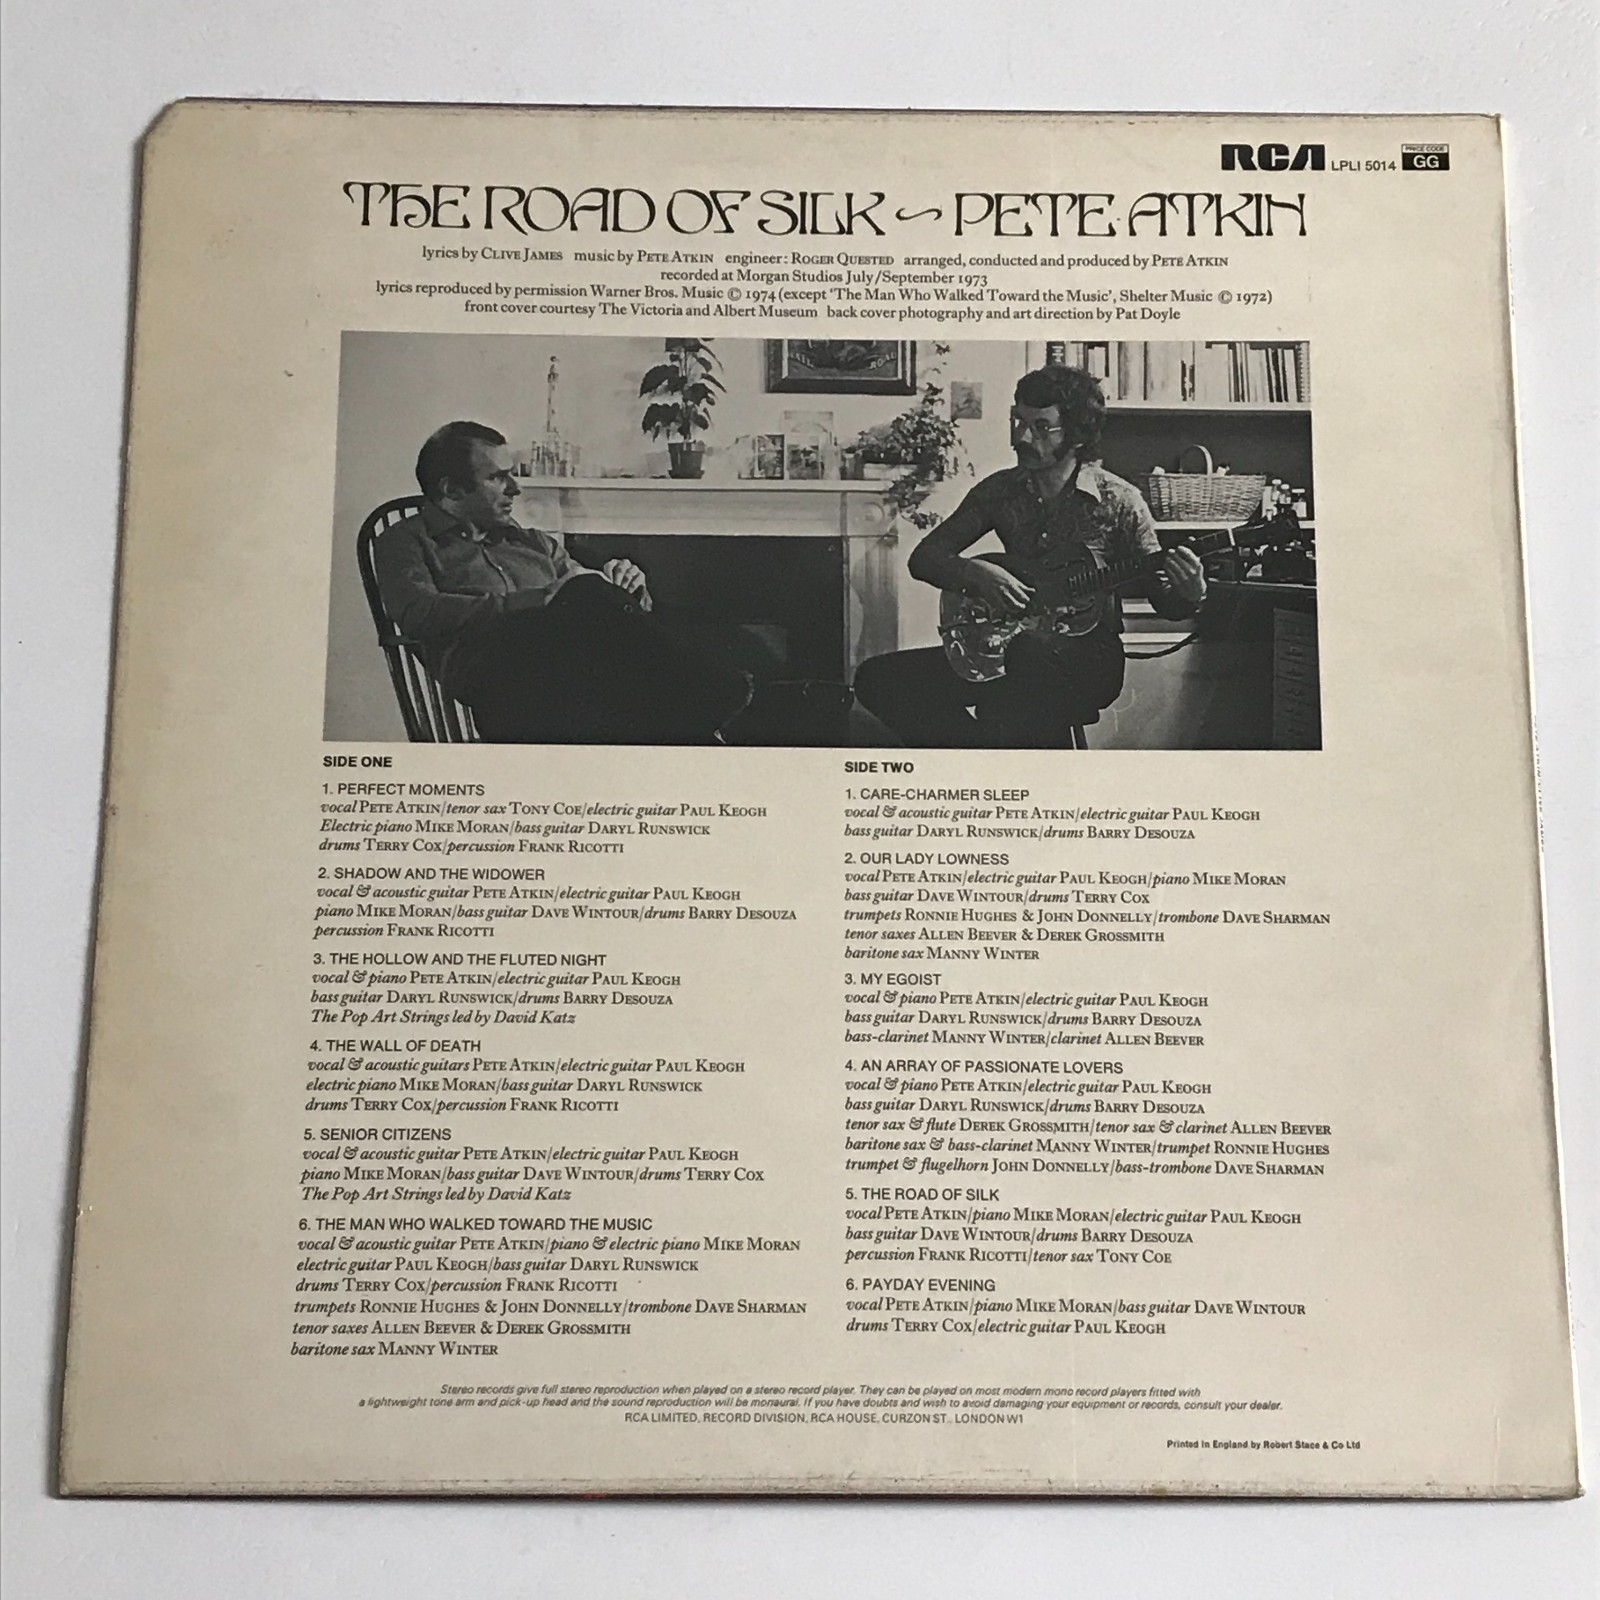 RCA LPLI 5014 PRICE CODE GG
THE ROAD OF SILK ~ PETE ATKIN
lyrics by CLIVE JAMES music by PETE ATKIN engineer: ROGER QUESTED arranged, conducted and produced by PETE ATKIN
recorded at Morgan Studios July/September 1973
lyrics reproduced by permission Warner Bros. Music © 1974 (except 'The Man Who Walked Toward the Music', Shelter Music © 1972)
front cover courtesy The Victoria and Albert Museum back cover photography and art direction by Pat Doyle
SIDE ONE
1. PERFECT MOMENTS
vocal PETE ATKIN/tenor sax TONY COE/electric guitar PAUL KEOGH
Electric piano MIKE MORAN/bass guitar DARYL RUNSWICK
drums TERRY COX/percussion FRANK RICOTTI
2. SHADOW AND THE WIDOWER
vocal & acoustic guitar PETE ATKIN/electric guitar PAUL KEOGH
piano MIKE MORAN/bass guitar DAVE WINTOUR/drums BARRY DESOUZA
percussion FRANK RICOTTI
3. THE HOLLOW AND THE FLUTED NIGHT
vocal & piano PETE ATKIN/electric guitar PAUL KEOGH
bass guitar DARYL RUNSWICK/drums BARRY DESOUZA
The Pop Art Strings led by David Katz
4. THE WALL OF DEATH
vocal & acoustic guitars PETE ATKIN/electric guitar PAUL KEOGH
electric piano MIKE MORAN/bass guitar DARYL RUNSWICK
drums TERRY COX/percussion FRANK RICOTTI
5. SENIOR CITIZENS
vocal & acoustic guitar PETE ATKIN/electric guitar PAUL KEOGH
piano MIKE MORAN/bass guitar DAVE WINTOUR/drums TERRY COX
The Pop Art Strings led by David Katz
6. THE MAN WHO WALKED TOWARD THE MUSIC
vocal & acoustic guitar PETE ATKIN/piano & electric piano MIKE MORAN
electric guitar PAUL KEOGH/bass guitar DARYL RUNSWICK
drums TERRY COX/percussion FRANK RICOTTI
trumpets RONNIE HUGHES & JOHN DONNELLY/trombone DAVE SHARMAN
tenor saxes ALLEN BEEVER & DEREK GROSSMITH
baritone sax MANNY WINTER
SIDE TWO
1. CARE-CHARMER SLEEP
vocal & acoustic guitar PETE ATKIN/electric guitar PAUL KEOGH
bass guitar DARYL RUNSWICK/drums BARRY DESOUZA
2. OUR LADY LOWNESS
vocal PETE ATKIN/electric guitar PAUL KEOGH/piano MIKE MORAN
bass guitar DAVE WINTOUR/drums TERRY COX
trumpets RONNIE HUGHES & JOHN DONNELLY/trombone DAVE SHARMAN
tenor saxes ALLEN BEEVER & DEREK GROSSMITH
baritone sax MANNY WINTER
3. MY EGOIST
vocal & piano PETE ATKIN/electric guitar PAUL KEOGH
bass guitar DARYL RUNSWICK/drums BARRY DESOUZA
bass-clarinet MANNY WINTER/clarinet ALLEN BEEVER
4. AN ARRAY OF PASSIONATE LOVERS
vocal & piano PETE ATKIN/electric guitar PAUL KEOGH
bass guitar DARYL RUNSWICK/drums BARRY DESOUZA
tenor sax & flute DEREK GROSSMITH/tenor sax & clarinet ALLEN BEEVER
baritone sax & bass-clarinet MANNY WINTER/trumpet RONNIE HUGHES
trumpet & flugelhorn JOHN DONNELLY/bass-trombone DAVE SHARMAN
5. THE ROAD OF SILK
vocal PETE ATKIN/piano MIKE MORAN/electric guitar PAUL KEOGH
bass guitar DAVE WINTOUR/drums BARRY DESOUZA
percussion FRANK RICOTTI/tenor sax TONY COE
6. PAYDAY EVENING
vocal PETE ATKIN/piano MIKE MORAN/bass guitar DAVE WINTOUR
drums TERRY COX/electric guitar PAUL KEOGH
Stereo records give full stereo reproduction when played on a stereo record player. They can be played on most modern mono record players fitted with
a lightweight tone arm and pick-up head and the sound reproduction will be monaural. If you have doubts and wish to avoid damaging your equipment or records, consult your dealer.
RCA LIMITED, RECORD DIVISION, RCA HOUSE, CURZON ST. LONDON W1
Printed in England by Robert Stace & Co Ltd